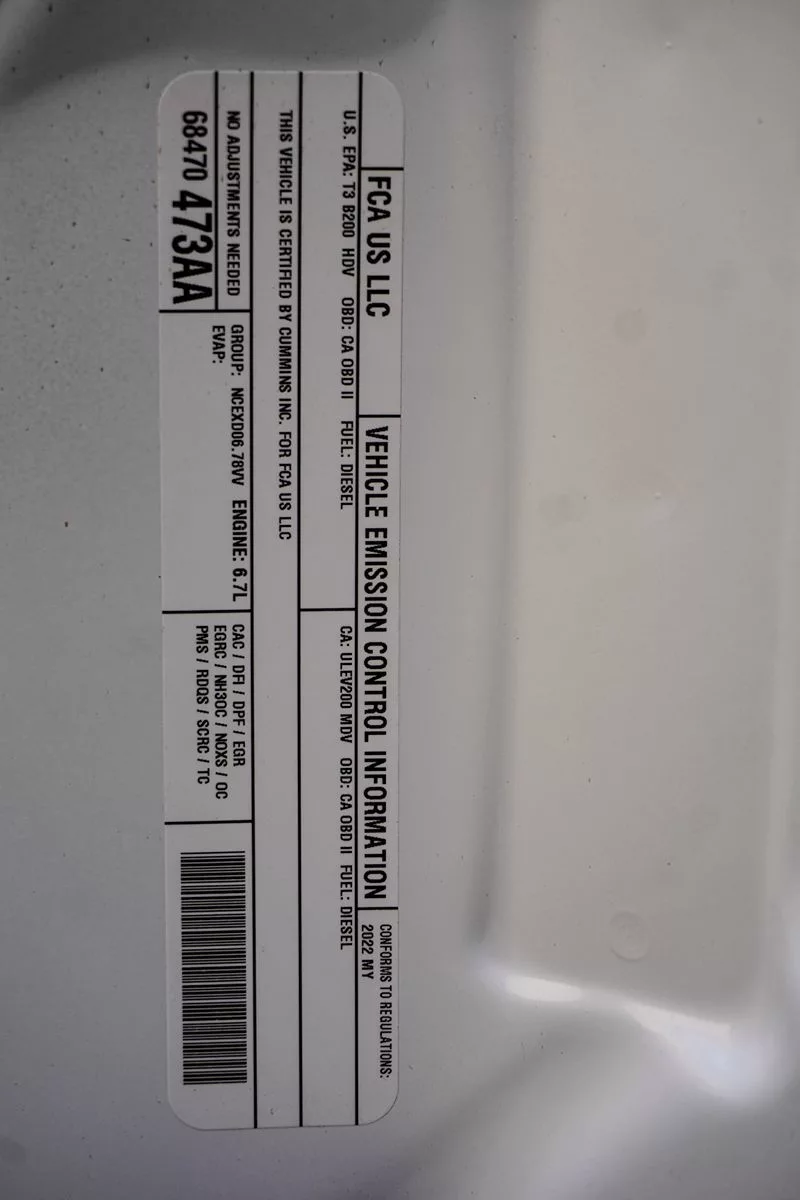 FCA US LLC
VEHICLE EMISSION CONTROL INFORMATION
CONFORMS TO REGULATIONS:
2022 MY
U.S. EPA: T3 B200 HDV OBD: CA OBD II FUEL: DIESEL
CA: ULEV200 MDV OBD: CA OBD II FUEL: DIESEL
THIS VEHICLE IS CERTIFIED BY CUMMINS INC. FOR FCA US LLC
NO ADJUSTMENTS NEEDED
68470 473AA
GROUP: NCEXD06.78VV ENGINE: 6.7L
EVAP:
CAC / DFI / DPF / EGR
EGRC / NH3OC / NOXS / OC
PMS / RDQS / SCRC / TC